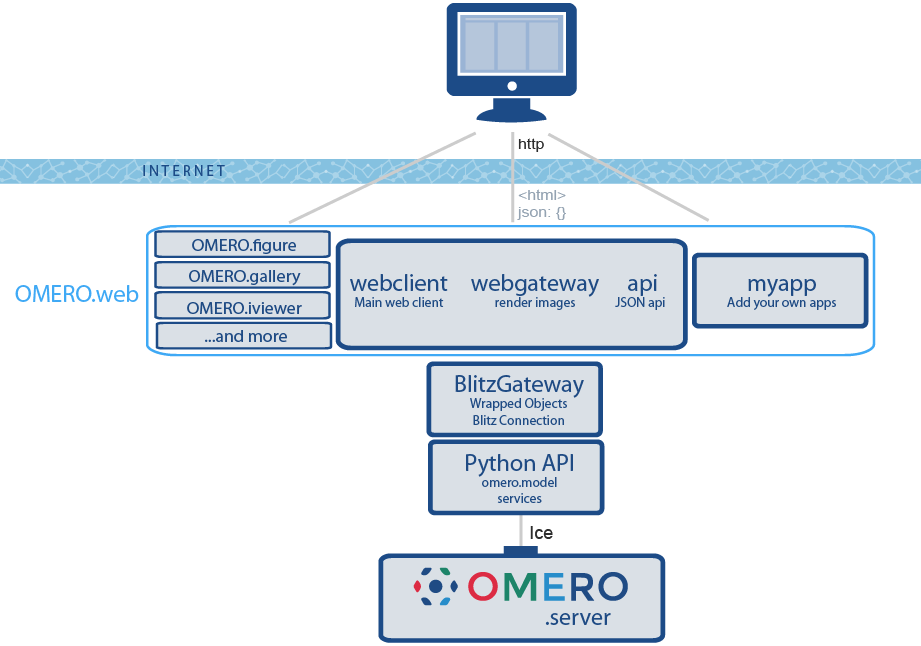 http
INTERNET
<html>
json: {}
OMERO.web
OMERO.figure
OMERO.gallery
OMERO.iviewer
...and more
webclient
Main web client
webgateway
render images
api
JSON api
myapp
Add your own apps
BlitzGateway
Wrapped Objects
Blitz Connection
Python API
omero.model
services
Ice
OMERO
.server